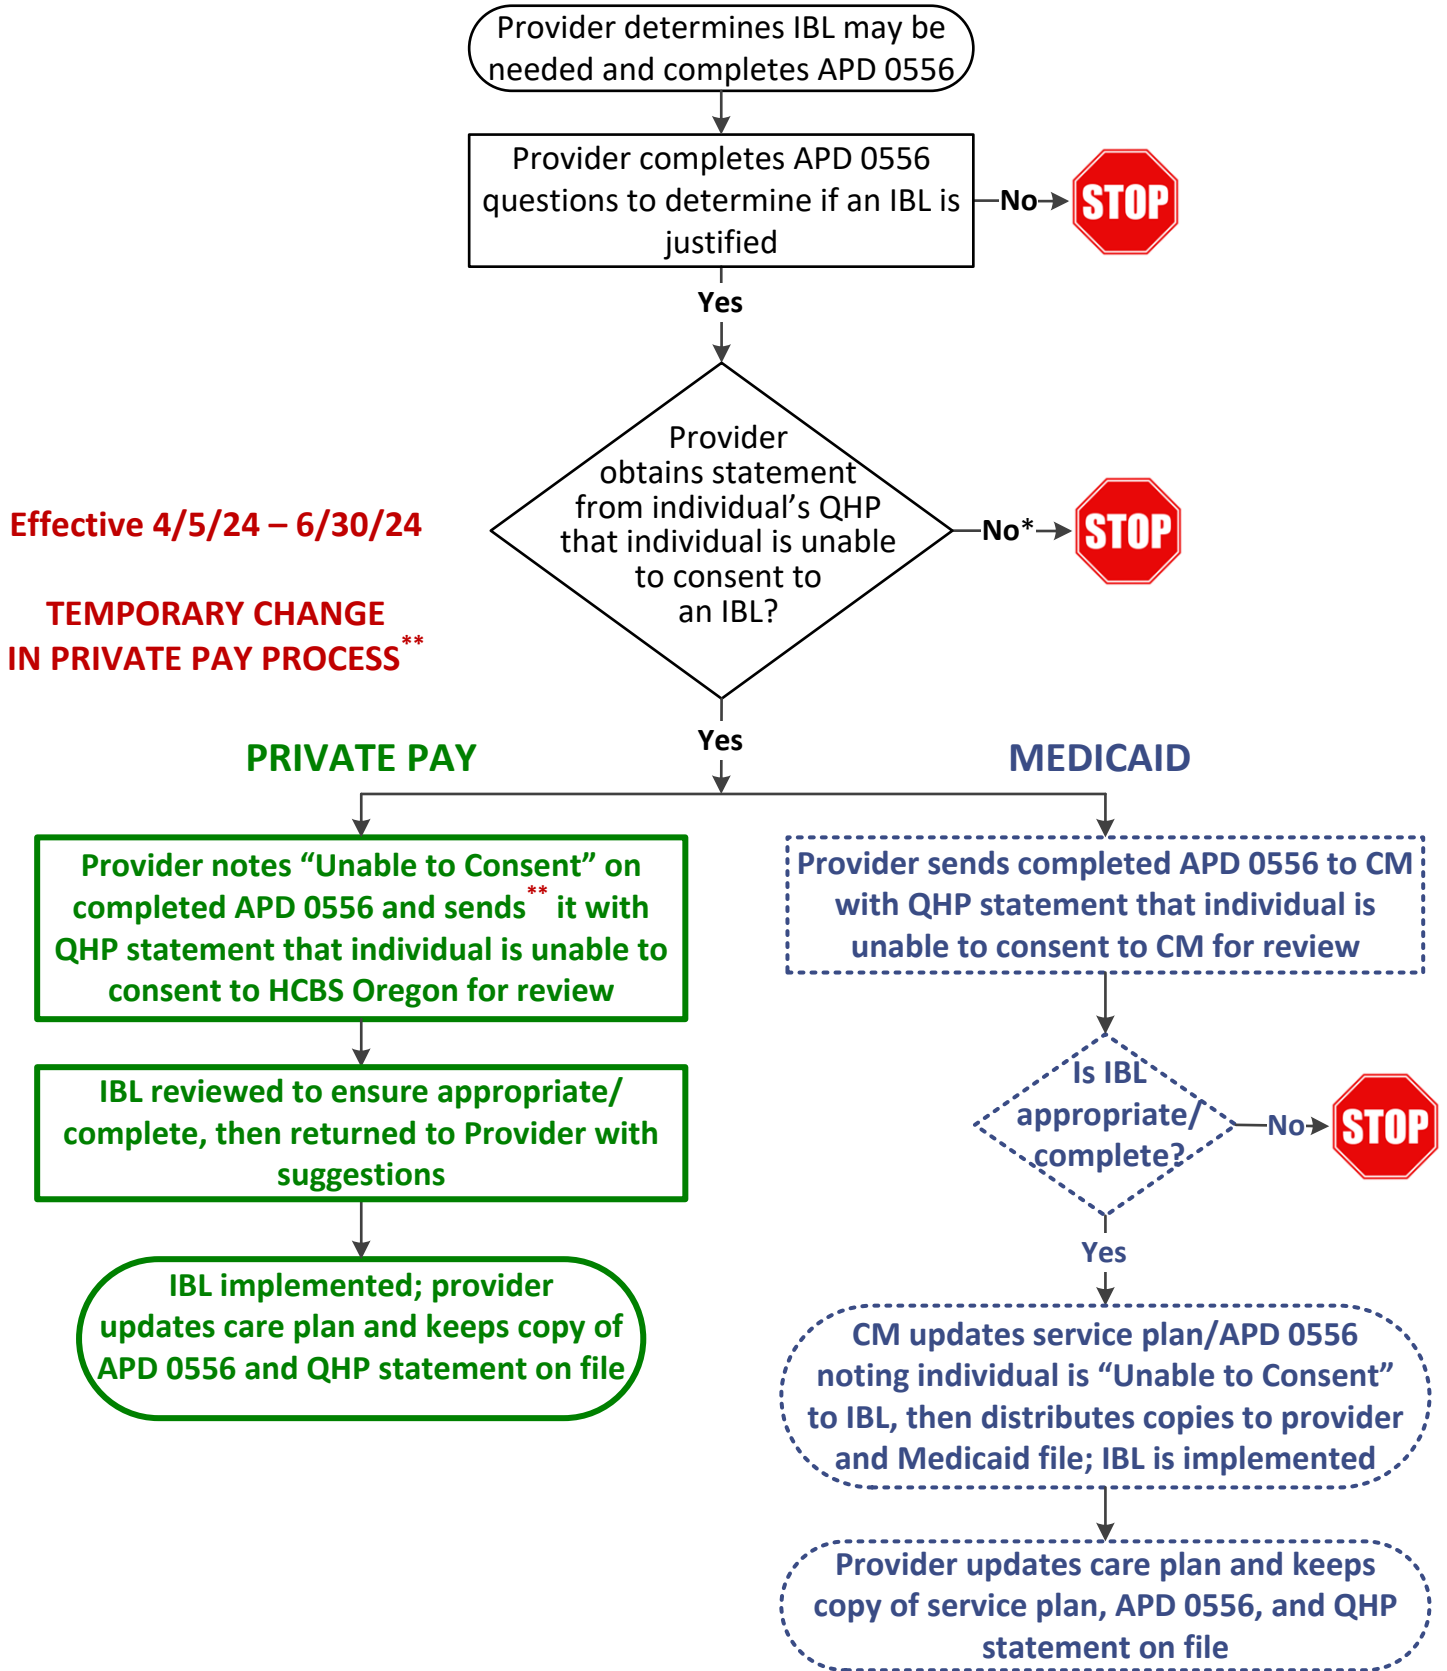 Provider determines IBL may be
needed and completes APD 0556
Provider completes APD 0556
questions to determine if an IBL is
justified
No
STOP
Yes
Provider
obtains statement
from individual’s QHP
that individual is unable
to consent to
an IBL?
No*
STOP
Effective 4/5/24 – 6/30/24
TEMPORARY CHANGE
IN PRIVATE PAY PROCESS**
Yes
PRIVATE PAY
MEDICAID
Provider notes “Unable to Consent” on
completed APD 0556 and sends** it with
QHP statement that individual is unable to
consent to HCBS Oregon for review
IBL reviewed to ensure appropriate/
complete, then returned to Provider with
suggestions
IBL implemented; provider
updates care plan and keeps copy of
APD 0556 and QHP statement on file
Provider sends completed APD 0556 to CM
with QHP statement that individual is
unable to consent to CM for review
Is IBL
appropriate/
complete?
No
STOP
Yes
CM updates service plan/APD 0556
noting individual is “Unable to Consent”
to IBL, then distributes copies to provider
and Medicaid file; IBL is implemented
Provider updates care plan and keeps
copy of service plan, APD 0556, and QHP
statement on file